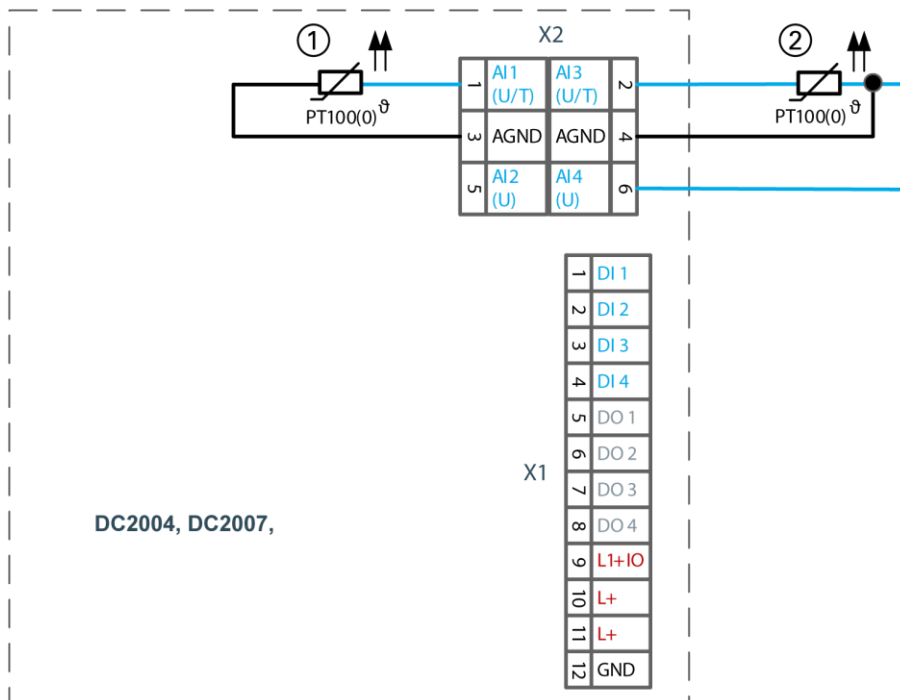 X2
① ②
1 AI1 (U/T) AI3 (U/T) 2
PT100(0) ϑ PT100(0) ϑ
3 AGND AGND 4
5 AI2 (U) AI4 (U) 6
1 DI 1
2 DI 2
3 DI 3
4 DI 4
5 DO 1
6 DO 2
X1
7 DO 3
DC2004, DC2007,
8 DO 4
9 L1+IO
10 L+
11 L+
12 GND